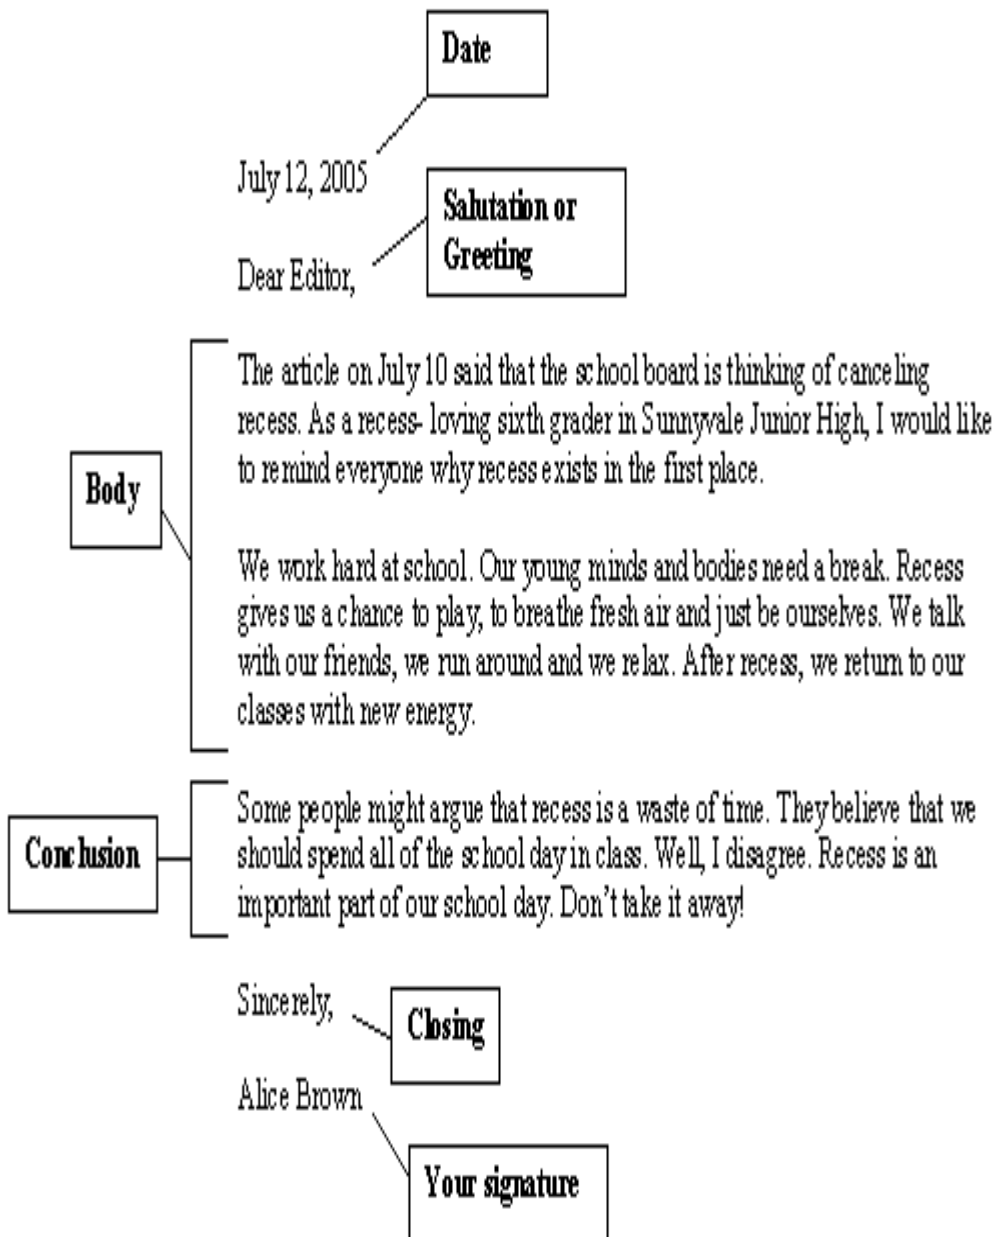 Date
July 12, 2005
Salutation or
Greeting
Dear Editor,
The article on July 10 said that the school board is thinking of canceling
recess. As a recess- loving sixth grader in Sunnyvale Junior High, I would like
to remind everyone why recess exists in the first place.
Body
We work hard at school. Our young minds and bodies need a break. Recess
gives us a chance to play, to breathe fresh air and just be ourselves. We talk
with our friends, we run around and we relax. After recess, we return to our
classes with new energy.
Conclusion
Some people might argue that recess is a waste of time. They believe that we
should spend all of the school day in class. Well, I disagree. Recess is an
important part of our school day. Don't take it away!
Sincerely,
Closing
Alice Brown
Your signature